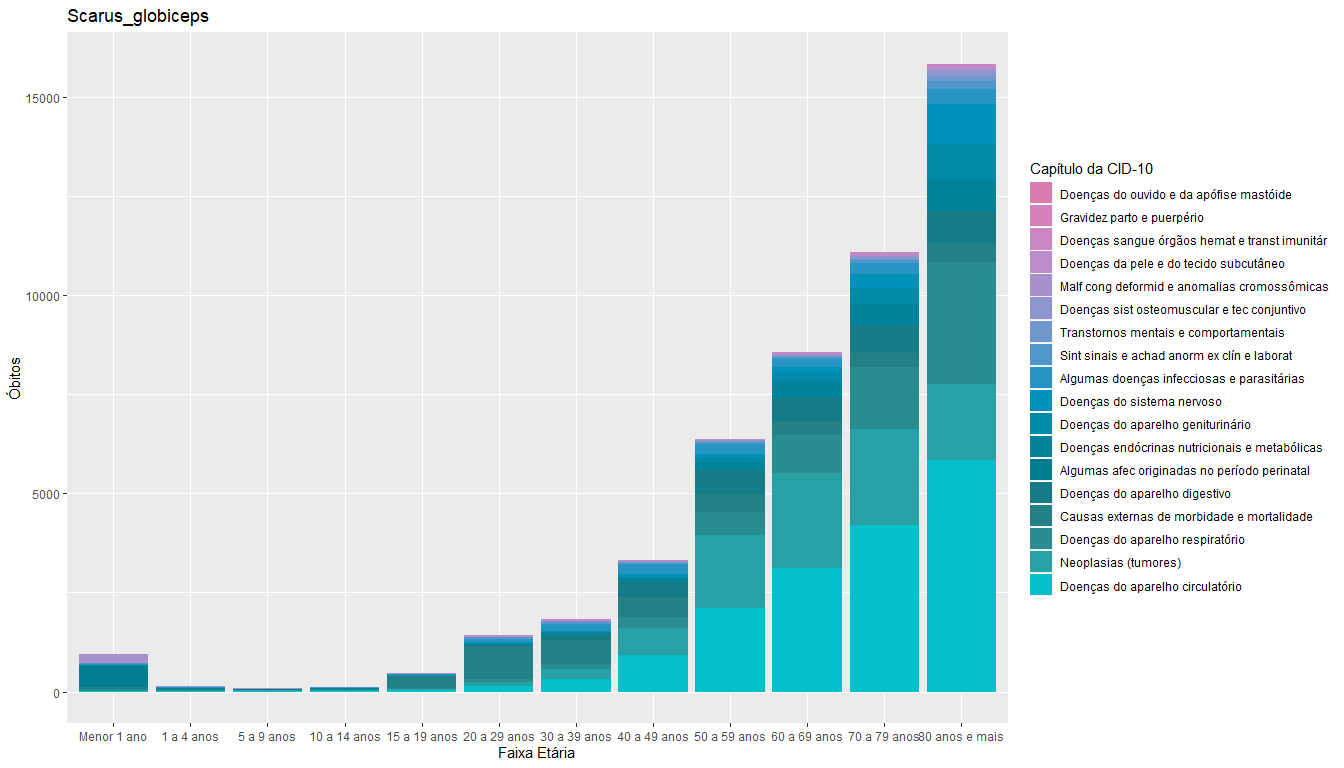 Scarus_globiceps
Óbitos
15000
10000
5000
0
Menor 1 ano
1 a 4 anos
5 a 9 anos
10 a 14 anos
15 a 19 anos
20 a 29 anos
30 a 39 anos
40 a 49 anos
50 a 59 anos
60 a 69 anos
70 a 79 anos
80 anos e mais
Faixa Etária
Capítulo da CID-10
Doenças do ouvido e da apófise mastóide
Gravidez parto e puerpério
Doenças sangue órgãos hemat e transt imunitár
Doenças da pele e do tecido subcutâneo
Malf cong deformid e anomalias cromossômicas
Doenças sist osteomuscular e tec conjuntivo
Transtornos mentais e comportamentais
Sint sinais e achad anorm ex clín e laborat
Algumas doenças infecciosas e parasitárias
Doenças do sistema nervoso
Doenças do aparelho geniturinário
Doenças endócrinas nutricionais e metabólicas
Algumas afec originadas no período perinatal
Doenças do aparelho digestivo
Causas externas de morbidade e mortalidade
Doenças do aparelho respiratório
Neoplasias (tumores)
Doenças do aparelho circulatório